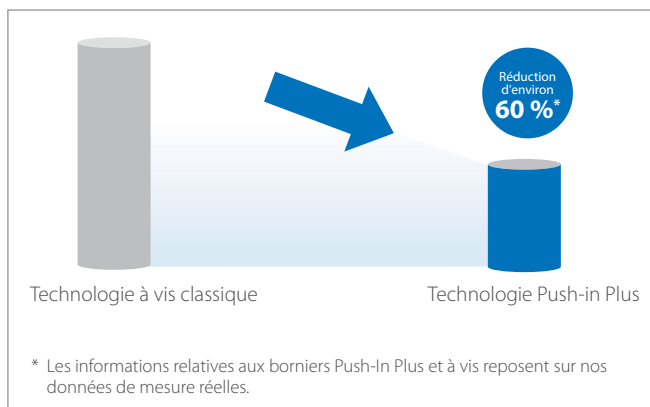 Réduction
d'environ
60 %*
Technologie à vis classique
Technologie Push-in Plus
* Les informations relatives aux borniers Push-In Plus et à vis reposent sur nos
données de mesure réelles.